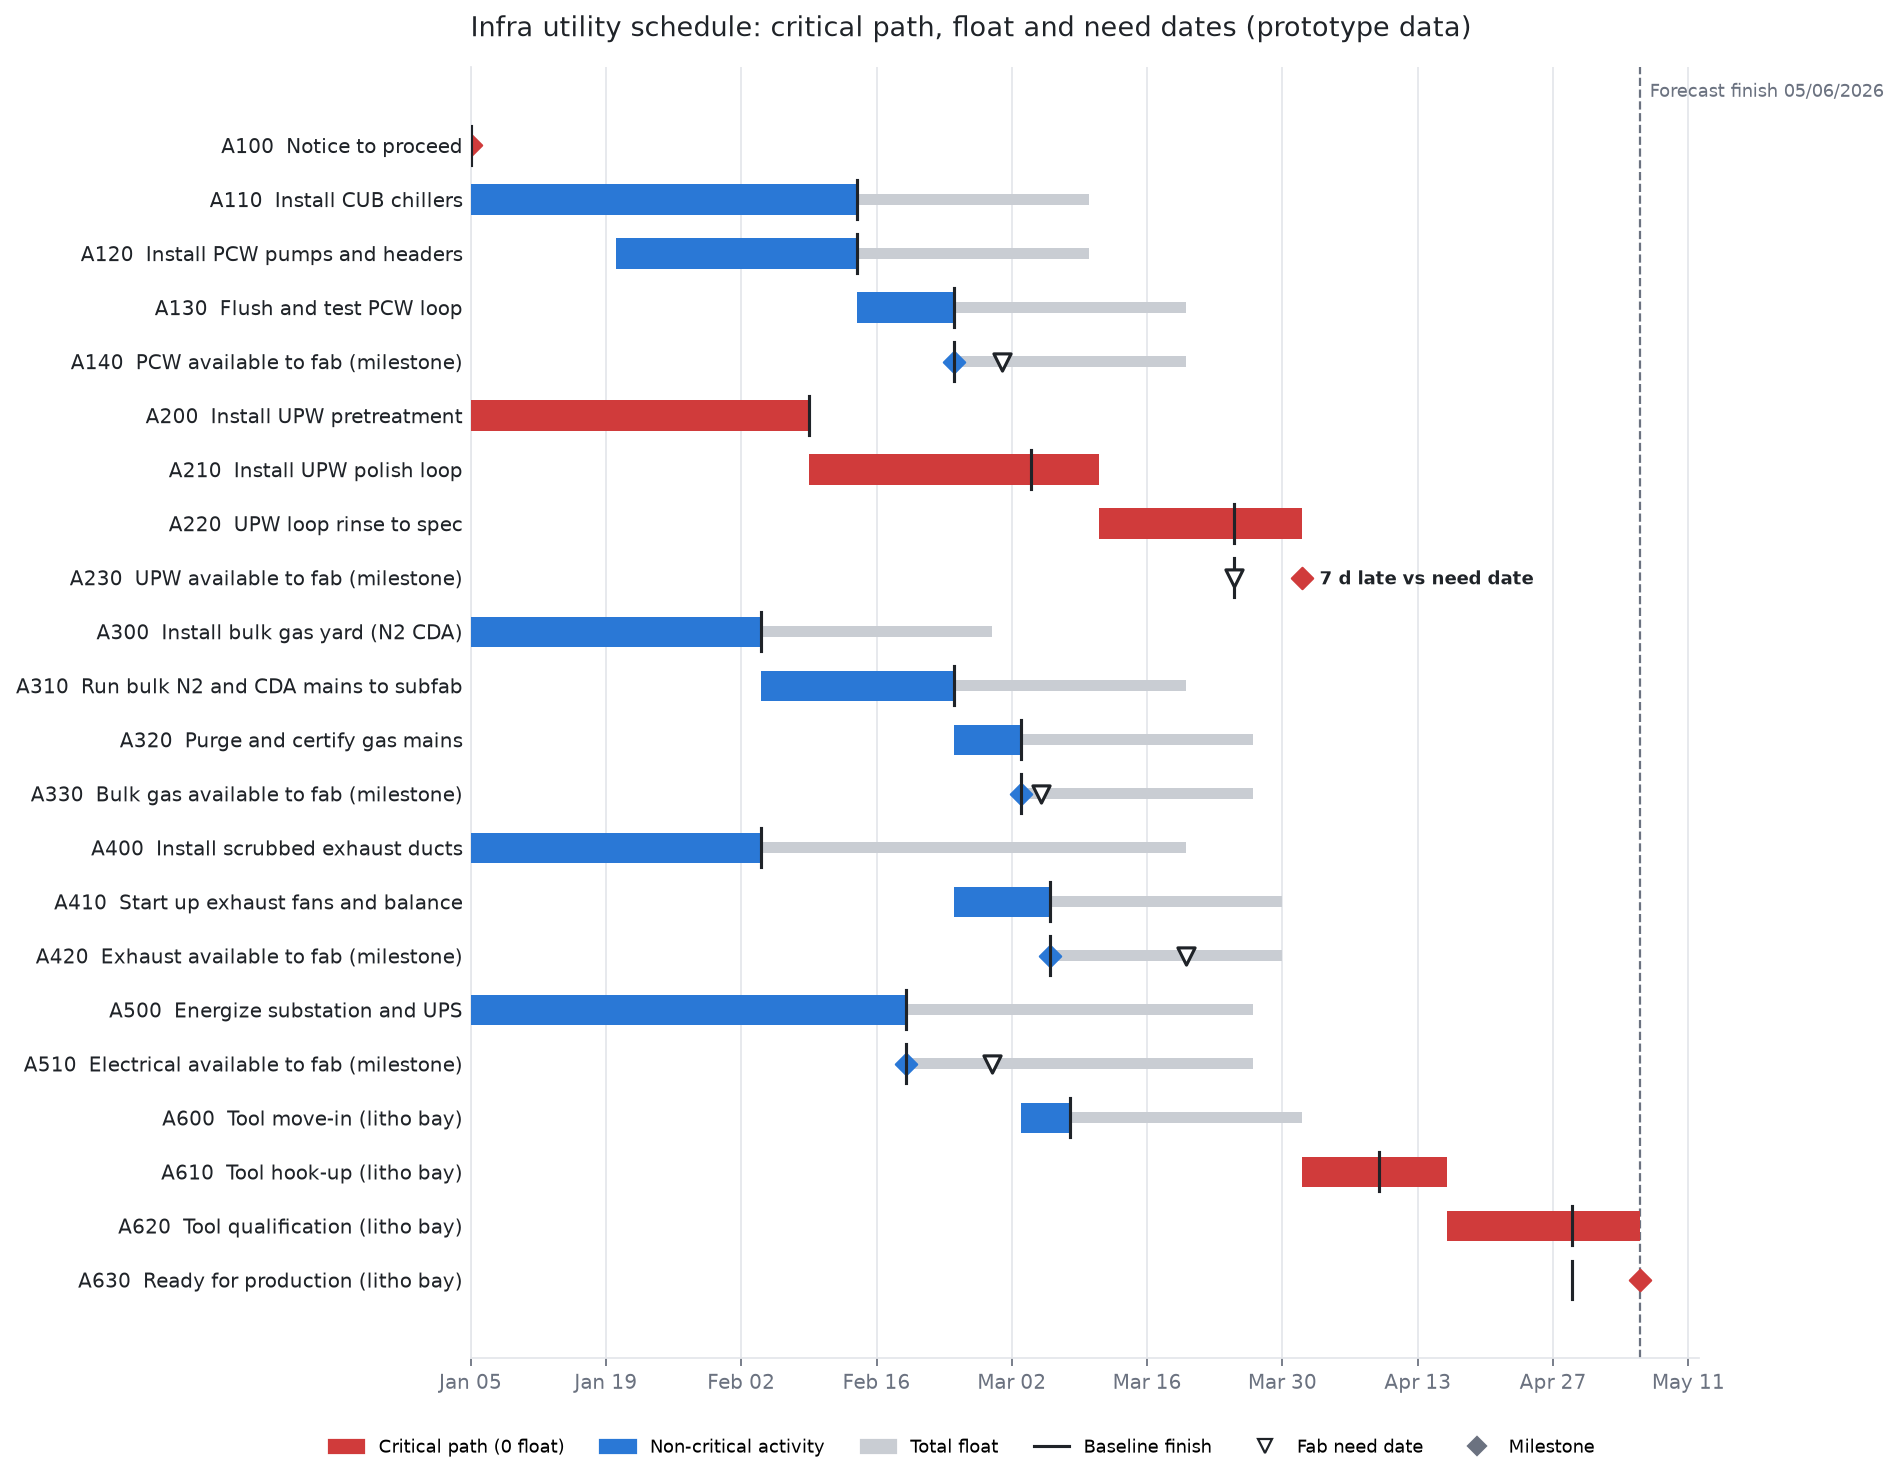 Infra utility schedule: critical path, float and need dates (prototype data)
Forecast finish 05/06/2026
A100  Notice to proceed
A110  Install CUB chillers
A120  Install PCW pumps and headers
A130  Flush and test PCW loop
A140  PCW available to fab (milestone)
A200  Install UPW pretreatment
A210  Install UPW polish loop
A220  UPW loop rinse to spec
A230  UPW available to fab (milestone)
7 d late vs need date
A300  Install bulk gas yard (N2 CDA)
A310  Run bulk N2 and CDA mains to subfab
A320  Purge and certify gas mains
A330  Bulk gas available to fab (milestone)
A400  Install scrubbed exhaust ducts
A410  Start up exhaust fans and balance
A420  Exhaust available to fab (milestone)
A500  Energize substation and UPS
A510  Electrical available to fab (milestone)
A600  Tool move-in (litho bay)
A610  Tool hook-up (litho bay)
A620  Tool qualification (litho bay)
A630  Ready for production (litho bay)
Jan 05 Jan 19 Feb 02 Feb 16 Mar 02 Mar 16 Mar 30 Apr 13 Apr 27 May 11
Critical path (0 float) Non-critical activity Total float Baseline finish Fab need date Milestone